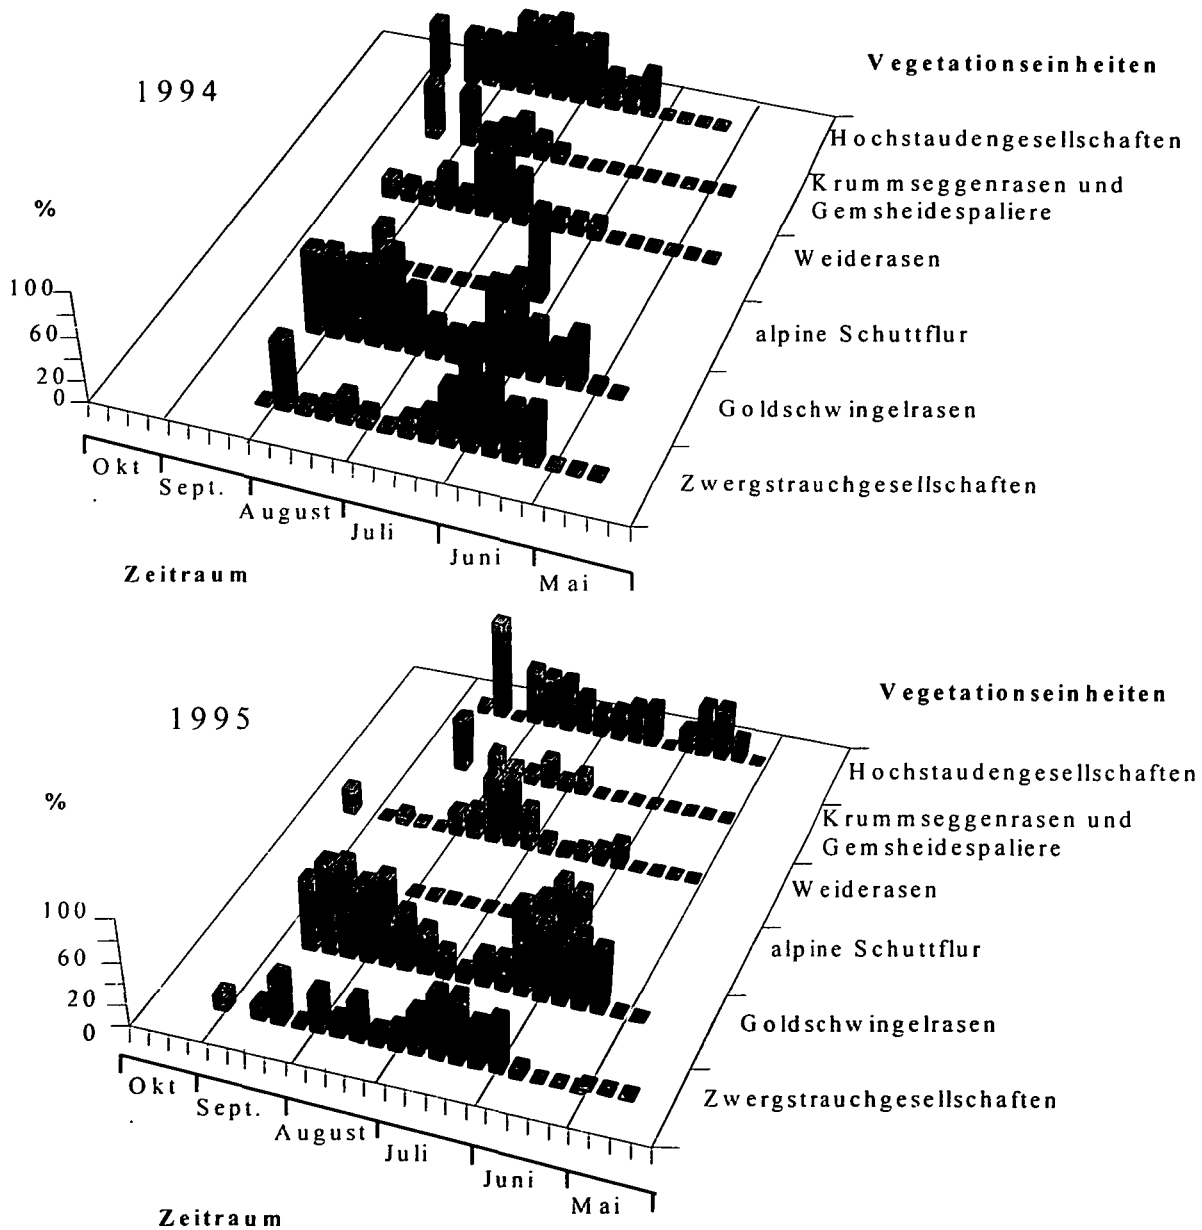 1994
Vegetationseinheiten
Hochstaudengesellschaften
Krummseggenrasen und
Gemsheidespaliere
Weiderasen
alpine Schuttflur
Goldschwingelrasen
Zwergstrauchgesellschaften
%
100
60
20
0
Okt
Sept.
August
Juli
Juni
Mai
Zeitraum
1995
Vegetationseinheiten
Hochstaudengesellschaften
Krummseggenrasen und
Gemsheidespaliere
Weiderasen
alpine Schuttflur
Goldschwingelrasen
Zwergstrauchgesellschaften
%
100
60
20
0
Okt
Sept.
August
Juli
Juni
Mai
Zeitraum